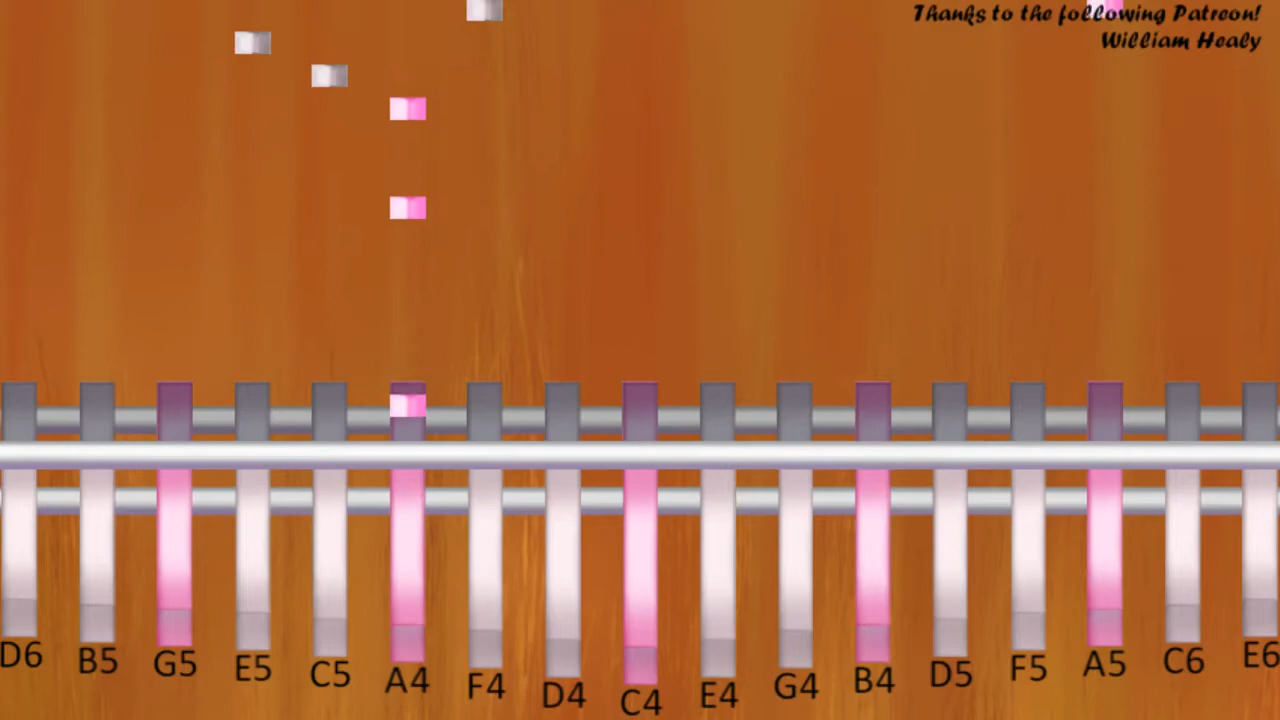 Thanks to the following Patreon!
William Healy
D6 B5 G5 E5 C5 A4 F4 D4 C4 E4 G4 B4 D5 F5 A5 C6 E6